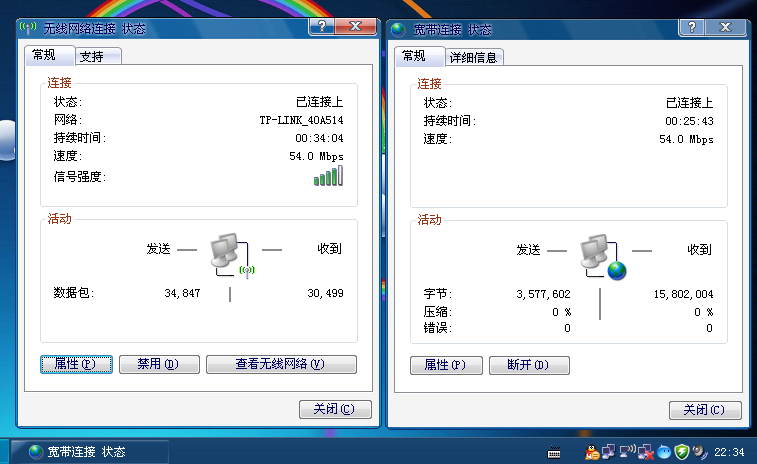 无线网络连接 状态
常规 支持
连接
状态: 已连接上
网络: TP-LINK_40A514
持续时间: 00:34:04
速度: 54.0 Mbps
信号强度:
活动
发送 收到
数据包: 34,847 30,499
属性(P) 禁用(D) 查看无线网络(V)
关闭(C)
宽带连接 状态
常规 详细信息
连接
状态: 已连接上
持续时间: 00:25:43
速度: 54.0 Mbps
活动
发送 收到
字节: 3,577,602 15,802,004
压缩: 0 % 0 %
错误: 0 0
属性(P) 断开(D)
关闭(C)
宽带连接 状态
22:34